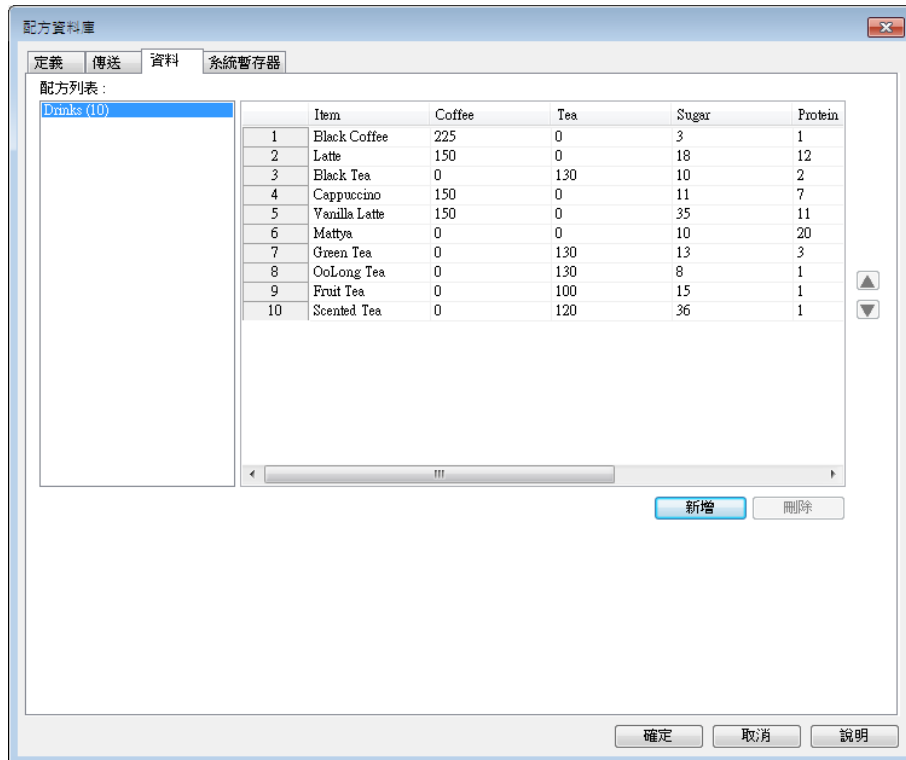 配方資料庫
定義 傳送 資料 系統暫存器
配方列表 :
Drinks (10)
Item Coffee Tea Sugar Protein
1 Black Coffee 225 0 3 1
2 Latte 150 0 18 12
3 Black Tea 0 130 10 2
4 Cappuccino 150 0 11 7
5 Vanilla Latte 150 0 35 11
6 Mattya 0 0 10 20
7 Green Tea 0 130 13 3
8 OoLong Tea 0 130 8 1
9 Fruit Tea 0 100 15 1
10 Scented Tea 0 120 36 1
新增 刪除
確定 取消 說明